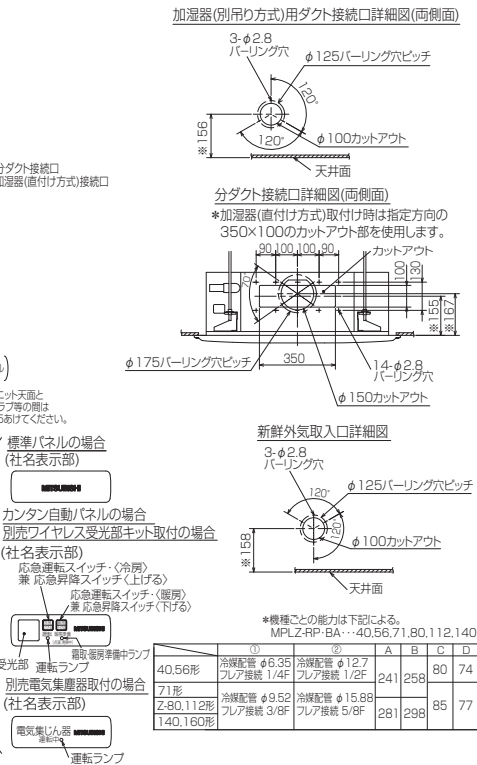 加湿器(別吊り方式)用ダクト接続口詳細図(両側面)
3-φ2.8
バーリング穴
φ125バーリング穴ピッチ
120°
120°
※156
φ100カットアウト
天井面
分ダクト接続口
加湿器(直付け方式)接続口
分ダクト接続口詳細図(両側面)
*加湿器(直付け方式)取付け時は指定方向の
350×100のカットアウト部を使用します。
90 100 100 90
カットアウト
70°
100
130
※155
※167
φ175バーリング穴ピッチ
350
14-φ2.8
バーリング穴
φ150カットアウト
ニット天面と
ラブ等の間は
あけてください。
標準パネルの場合
(社名表示部)
MITSUBISHI
カンタン自動パネルの場合
別売ワイヤレス受光部キット取付の場合
(社名表示部)
応急運転スイッチ・〈冷房〉
兼 応急昇降スイッチ〈上げる〉
応急運転スイッチ・〈暖房〉
兼 応急昇降スイッチ〈下げる〉
霜取・暖房準備中ランプ
受光部
運転ランプ
別売電気集塵器取付の場合
(社名表示部)
電気集じん器
運転中
運転ランプ
新鮮外気取入口詳細図
3-φ2.8
バーリング穴
φ125バーリング穴ピッチ
120°
120°
※158
φ100カットアウト
天井面
*機種ごとの能力は下記による。
MPLZ-RP・BA・・・40,56,71,80,112,140
① ② A B C D
40,56形 冷媒配管 φ6.35 フレア接続 1/4F 冷媒配管 φ12.7 フレア接続 1/2F 241 258 80 74
71形 冷媒配管 φ9.52 フレア接続 3/8F 冷媒配管 φ15.88 フレア接続 5/8F 85 77
Z-80,112形 281 298
140,160形